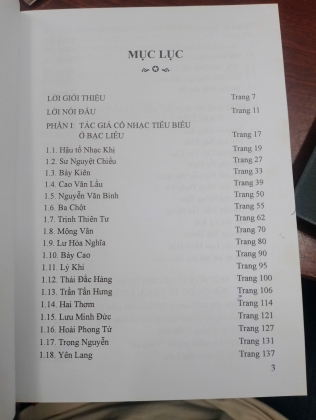 MỤC LỤC
LỜI GIỚI THIỆU Trang 7
LỜI NÓI ĐẦU Trang 11
PHẦN I: TÁC GIẢ CỔ NHẠC TIÊU BIỂU
Ở BẠC LIÊU Trang 17
1.1. Hậu tổ Nhạc Khị Trang 19
1.2. Sư Nguyệt Chiếu Trang 27
1.3. Bảy Kiên Trang 33
1.4. Cao Văn Lầu Trang 39
1.5. Nguyễn Văn Bình Trang 50
1.6. Ba Chột Trang 55
1.7. Trịnh Thiên Tư Trang 62
1.8. Mộng Vân Trang 70
1.9. Lư Hòa Nghĩa Trang 80
1.10. Bảy Cao Trang 90
1.11. Lý Khi Trang 95
1.12. Thái Đắc Hàng Trang 100
1.13. Trần Tấn Hưng Trang 106
1.14. Hai Thơm Trang 114
1.15. Lưu Minh Đức Trang 121
1.16. Hoài Phong Tử Trang 127
1.17. Trọng Nguyễn Trang 131
1.18. Yên Lang Trang 137
3